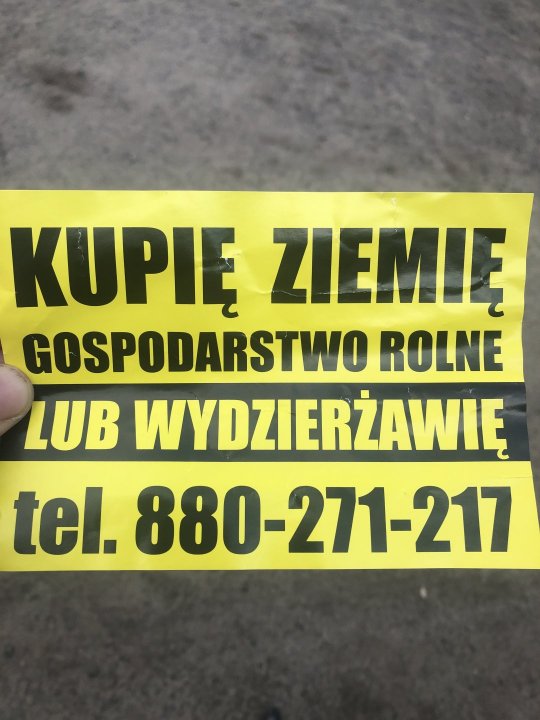 KUPIĘ ZIEMIĘ
GOSPODARSTWO ROLNE
LUB WYDZIERŻAWIĘ
tel. 880-271-217